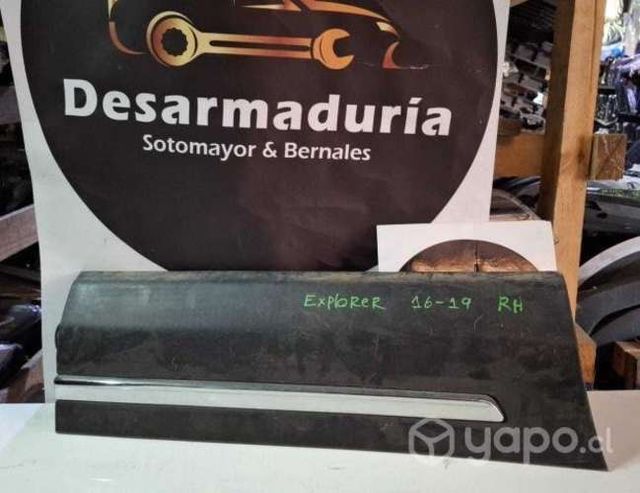 Desarmaduría
Sotomayor & Bernales
Explorer 16-19 RH
yapo.cl